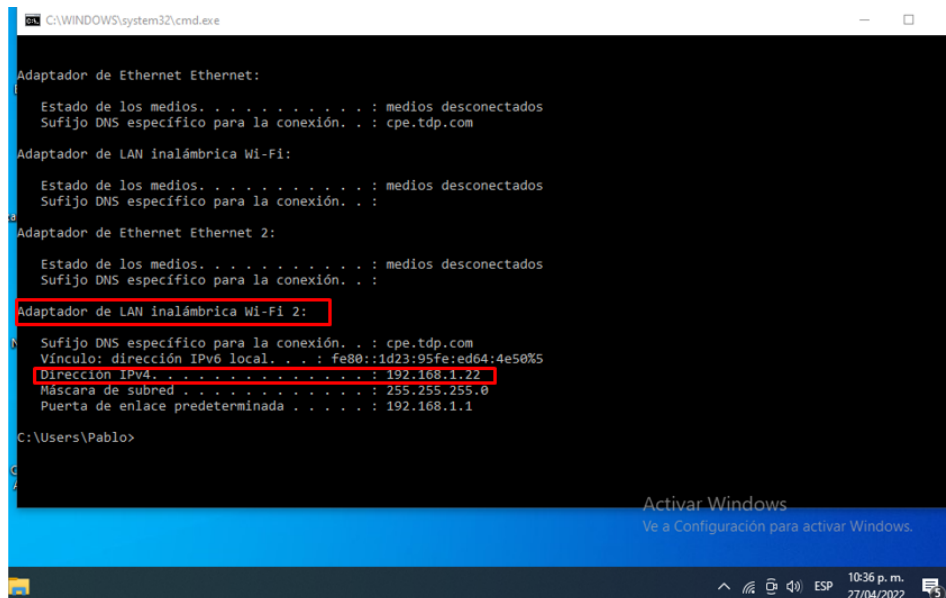 C:\WINDOWS\system32\cmd.exe
Adaptador de Ethernet Ethernet:
Estado de los medios. . . . . . . . . . . : medios desconectados
Sufijo DNS específico para la conexión. . : cpe.tdp.com
Adaptador de LAN inalámbrica Wi-Fi:
Estado de los medios. . . . . . . . . . . : medios desconectados
Sufijo DNS específico para la conexión. . :
Adaptador de Ethernet Ethernet 2:
Estado de los medios. . . . . . . . . . . : medios desconectados
Sufijo DNS específico para la conexión. . :
Adaptador de LAN inalámbrica Wi-Fi 2:
Sufijo DNS específico para la conexión. . : cpe.tdp.com
Vínculo: dirección IPv6 local. . . : fe80::1d23:95fe:ed64:4e50%5
Dirección IPv4. . . . . . . . . . . . . . : 192.168.1.22
Máscara de subred . . . . . . . . . . . . : 255.255.255.0
Puerta de enlace predeterminada . . . . . : 192.168.1.1
C:\Users\Pablo>
Activar Windows
Ve a Configuración para activar Windows.
ESP
10:36 p. m.
27/04/2022
5